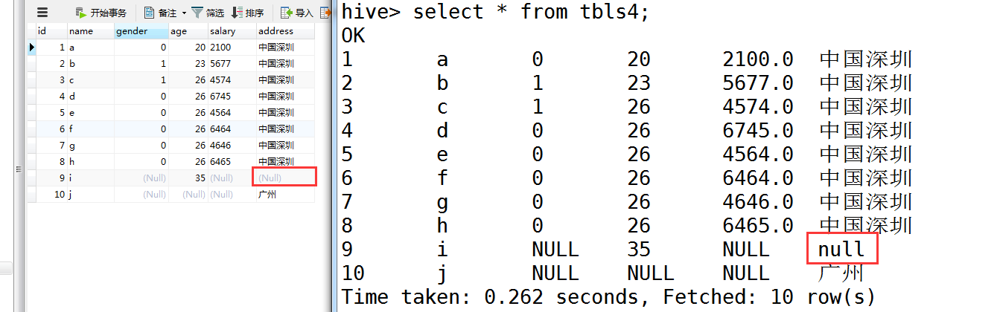 开始事务 备注 筛选 排序 导入
id name gender age salary address
1 a 0 20 2100 中国深圳
2 b 1 23 5677 中国深圳
3 c 1 26 4574 中国深圳
4 d 0 26 6745 中国深圳
5 e 0 26 4564 中国深圳
6 f 0 26 6464 中国深圳
7 g 0 26 4646 中国深圳
8 h 0 26 6465 中国深圳
9 i (Null) 35 (Null) (Null)
10 j (Null) (Null) (Null) 广州
hive> select * from tbls4;
OK
1 a 0 20 2100.0 中国深圳
2 b 1 23 5677.0 中国深圳
3 c 1 26 4574.0 中国深圳
4 d 0 26 6745.0 中国深圳
5 e 0 26 4564.0 中国深圳
6 f 0 26 6464.0 中国深圳
7 g 0 26 4646.0 中国深圳
8 h 0 26 6465.0 中国深圳
9 i NULL 35 NULL null
10 j NULL NULL NULL 广州
Time taken: 0.262 seconds, Fetched: 10 row(s)